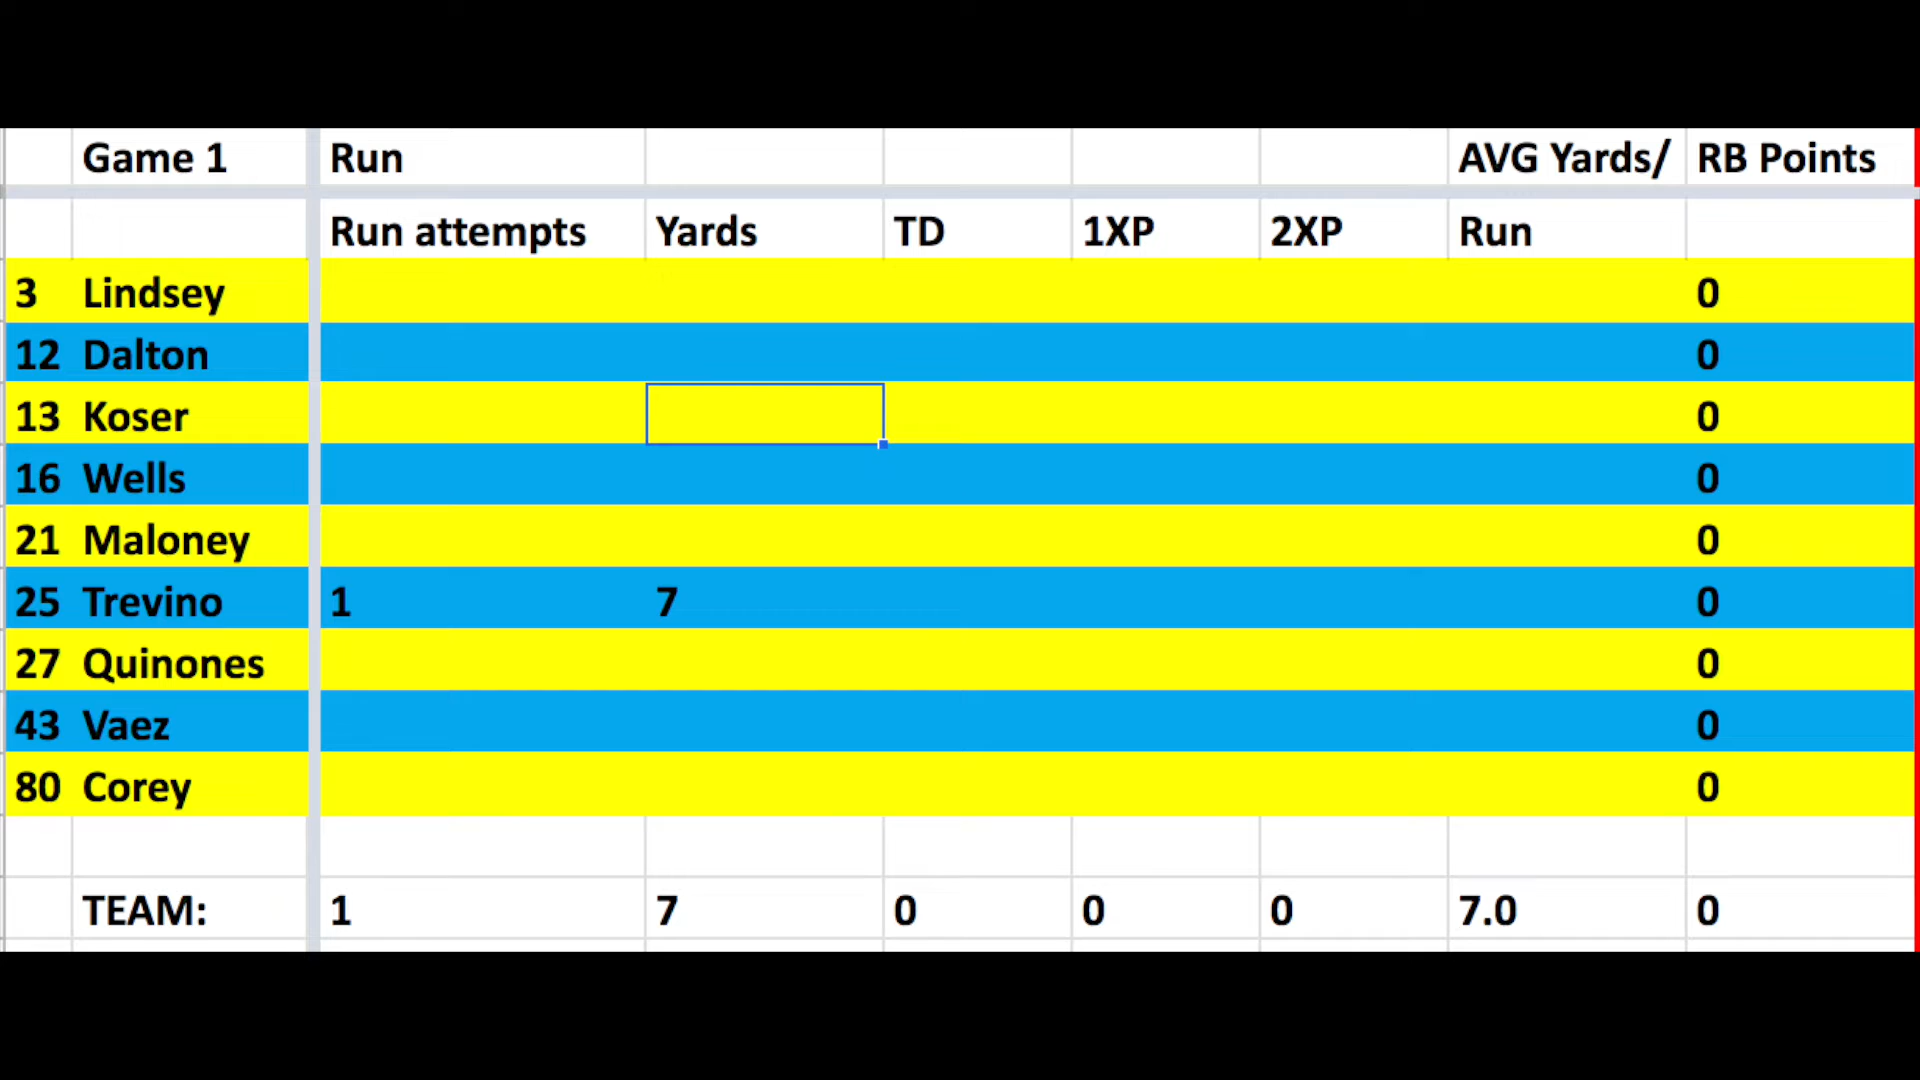 Game 1 Run AVG Yards/ RB Points
Run attempts Yards TD 1XP 2XP Run
3 Lindsey 0
12 Dalton 0
13 Koser 0
16 Wells 0
21 Maloney 0
25 Trevino 1 7 0
27 Quinones 0
43 Vaez 0
80 Corey 0
TEAM: 1 7 0 0 0 7.0 0